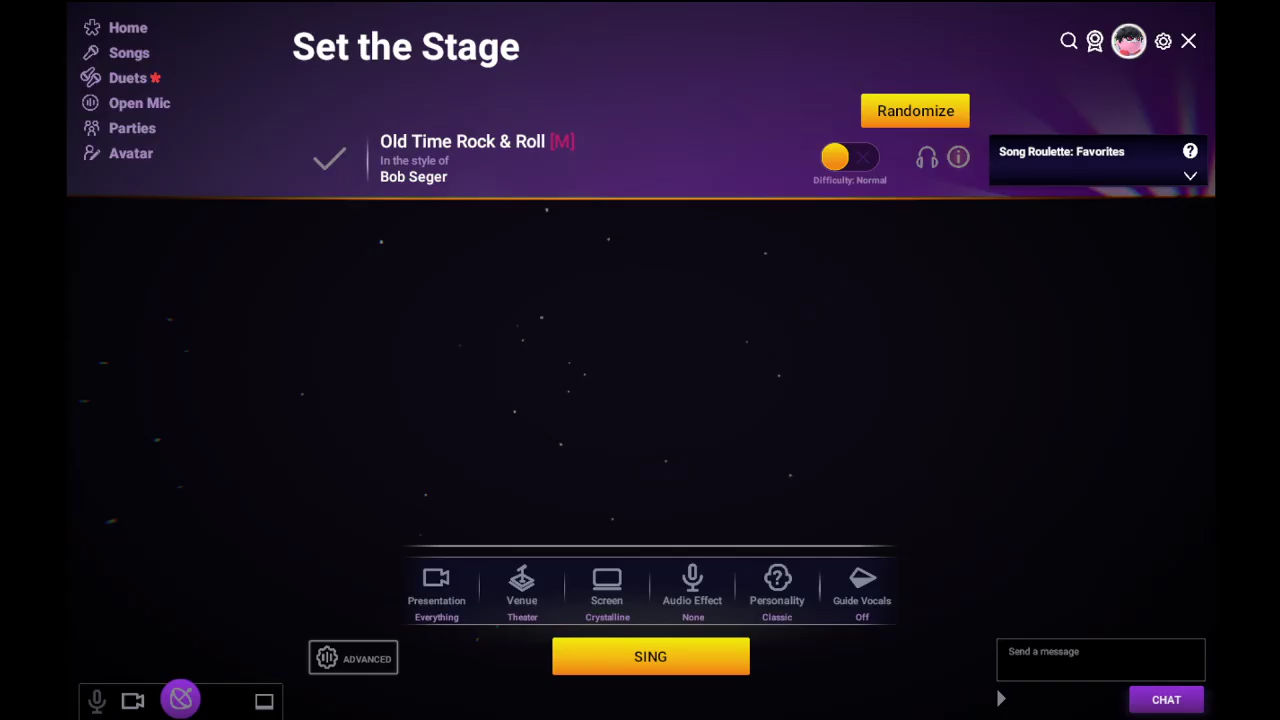 Home
Songs
Duets *
Open Mic
Parties
Avatar
Set the Stage
Randomize
Old Time Rock & Roll [M]
In the style of
Bob Seger
Difficulty: Normal
Song Roulette: Favorites
Presentation
Everything
Venue
Theater
Screen
Crystalline
Audio Effect
None
Personality
Classic
Guide Vocals
Off
ADVANCED
SING
Send a message
CHAT